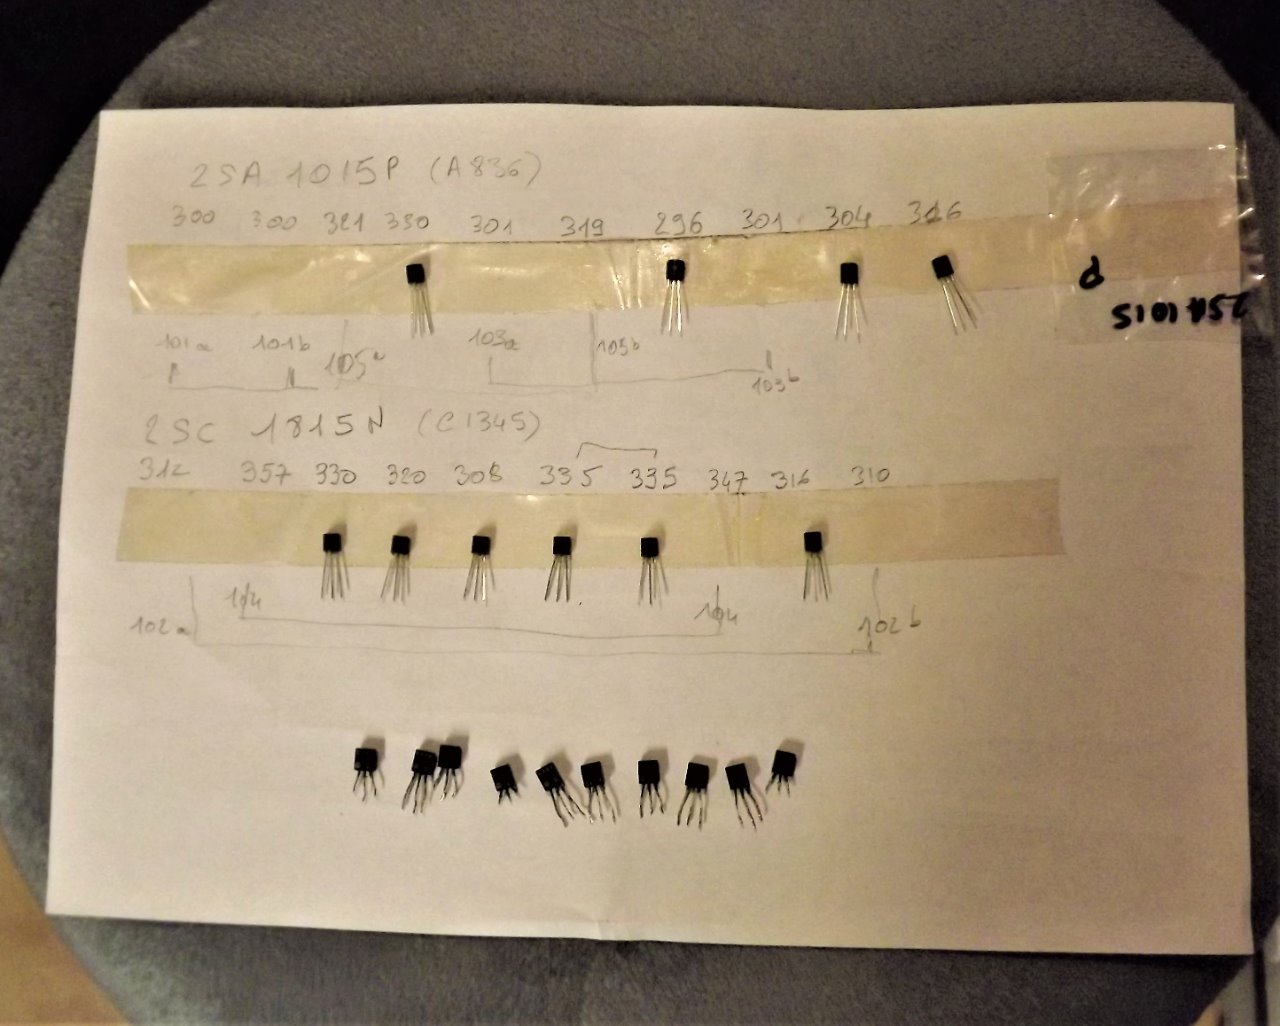 2SA 1015P (A836)
300 300 321 330 301 319 296 301 304 316
P
2SA1015
101a 101b 105a 103a 105b 103b
2SC 1815N (C1345)
312 357 330 320 308 335 335 347 316 310
102a 104 104 102b